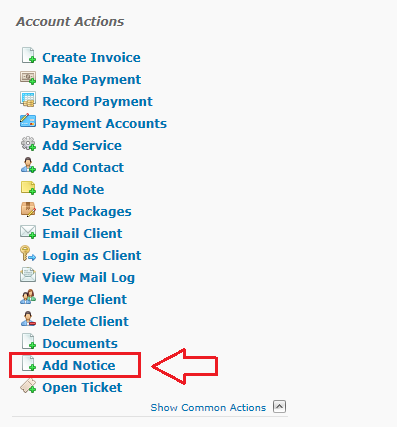 Account Actions
Create Invoice
Make Payment
Record Payment
Payment Accounts
Add Service
Add Contact
Add Note
Set Packages
Email Client
Login as Client
View Mail Log
Merge Client
Delete Client
Documents
Add Notice
Open Ticket
Show Common Actions